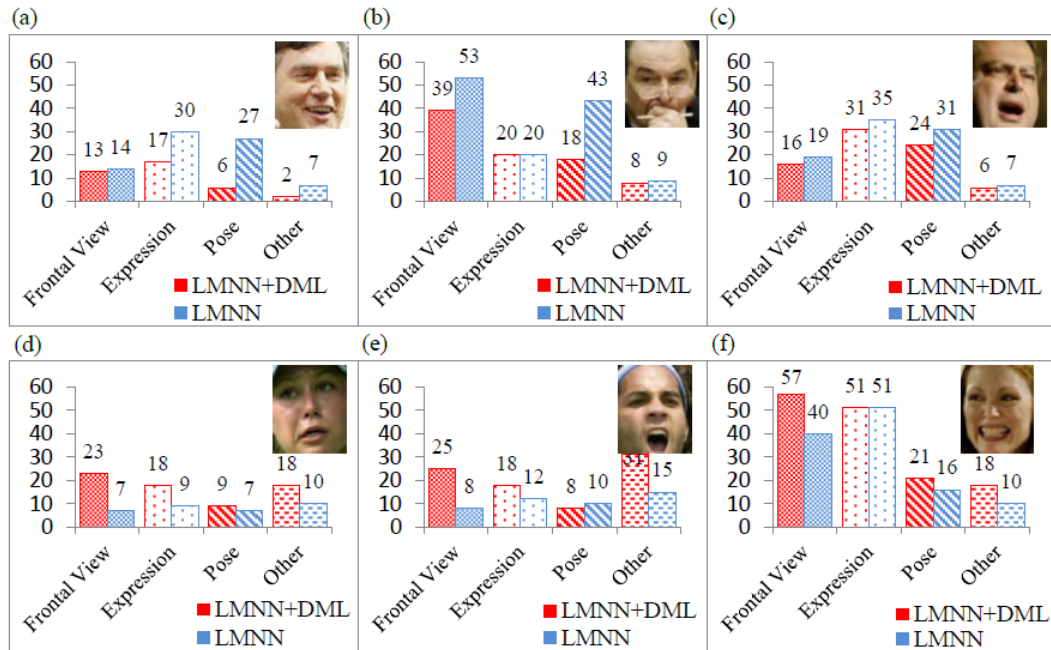 (a)
60
50
40
30
20
10
0
13 14 17 30 6 27 2 7
Frontal View
Expression
Pose
Other
LMNN+DML
LMNN
(b)
60
50
40
30
20
10
0
39 53 20 20 18 43 8 9
Frontal View
Expression
Pose
Other
LMNN+DML
LMNN
(c)
60
50
40
30
20
10
0
16 19 31 35 24 31 6 7
Frontal View
Expression
Pose
Other
LMNN+DML
LMNN
(d)
60
50
40
30
20
10
0
23 7 18 9 9 7 18 10
Frontal View
Expression
Pose
Other
LMNN+DML
LMNN
(e)
60
50
40
30
20
10
0
25 8 18 12 8 10 15
Frontal View
Expression
Pose
Other
LMNN+DML
LMNN
(f)
60
50
40
30
20
10
0
57 40 51 51 21 16 18 10
Frontal View
Expression
Pose
Other
LMNN+DML
LMNN